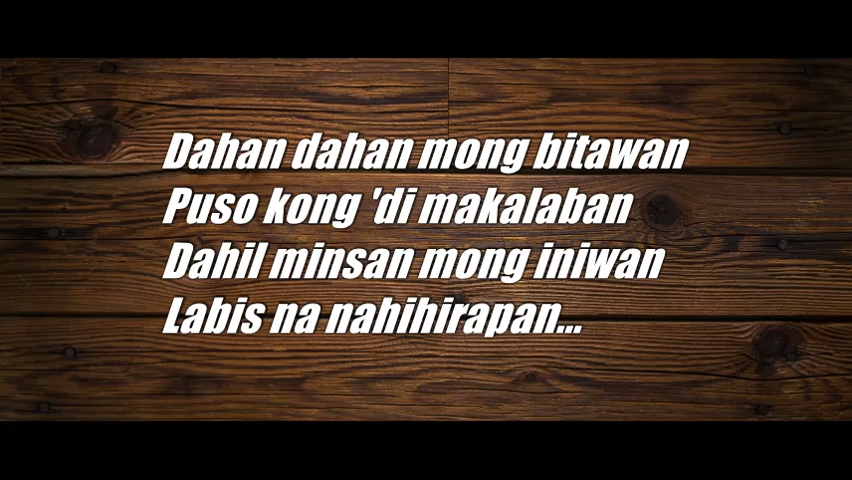 Dahan dahan mong bitawan
Puso kong 'di makalaban
Dahil minsan mong iniwan
Labis na nahihirapan...